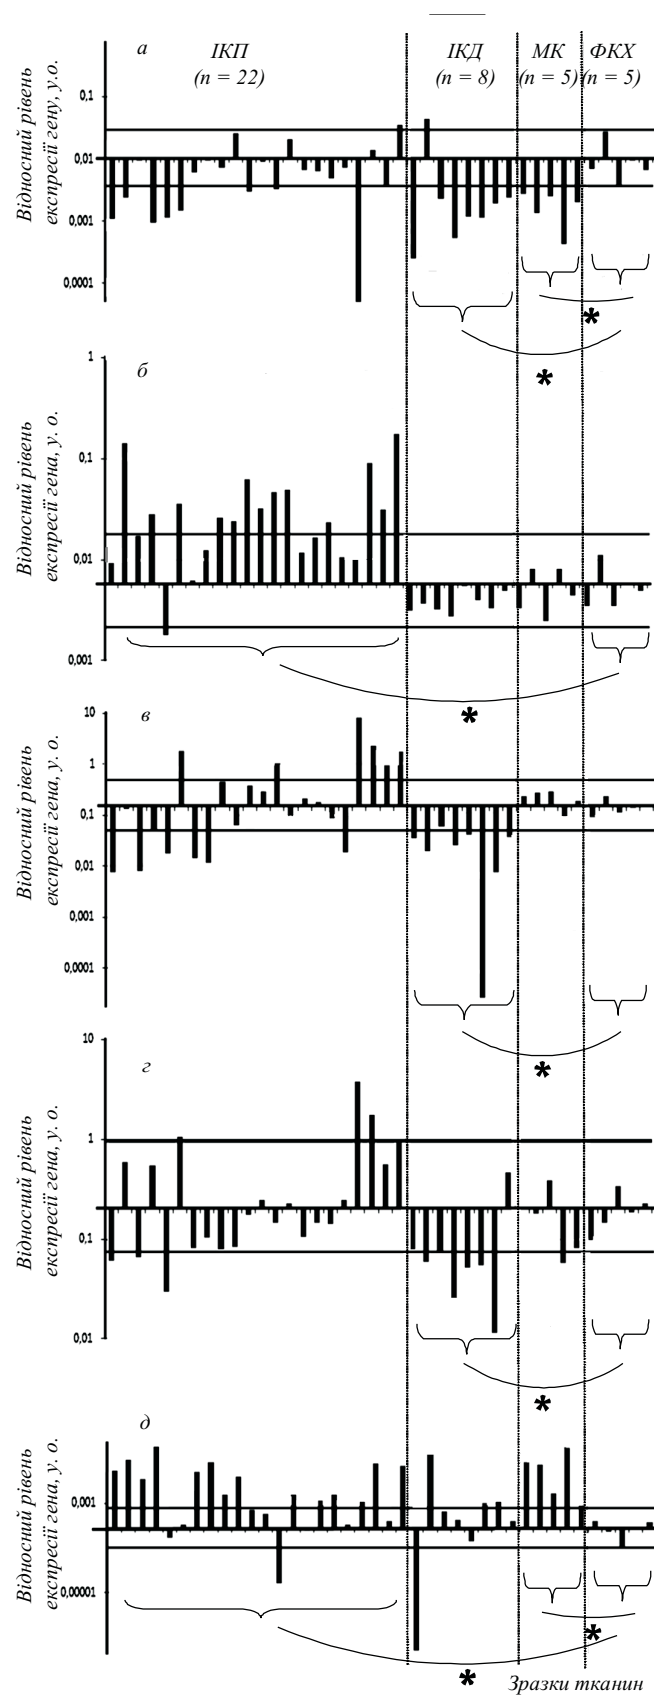 а ІКП ІКД МК ФКХ
(n = 22) (n = 8) (n = 5) (n = 5)
Відносний рівень
експресії гену, у.о.
0,1
0,01
0,001
0,0001
*
*
б
Відносний рівень
експресії гена, у. о.
1
0,1
0,01
0,001
*
в
Відносний рівень
експресії гена, у. о.
10
1
0,1
0,01
0,001
0,0001
*
г
Відносний рівень
експресії гена, у. о.
10
1
0,1
0,01
*
д
Відносний рівень
експресії гена, у. о.
0,001
0,00001
*
*
Зразки тканин